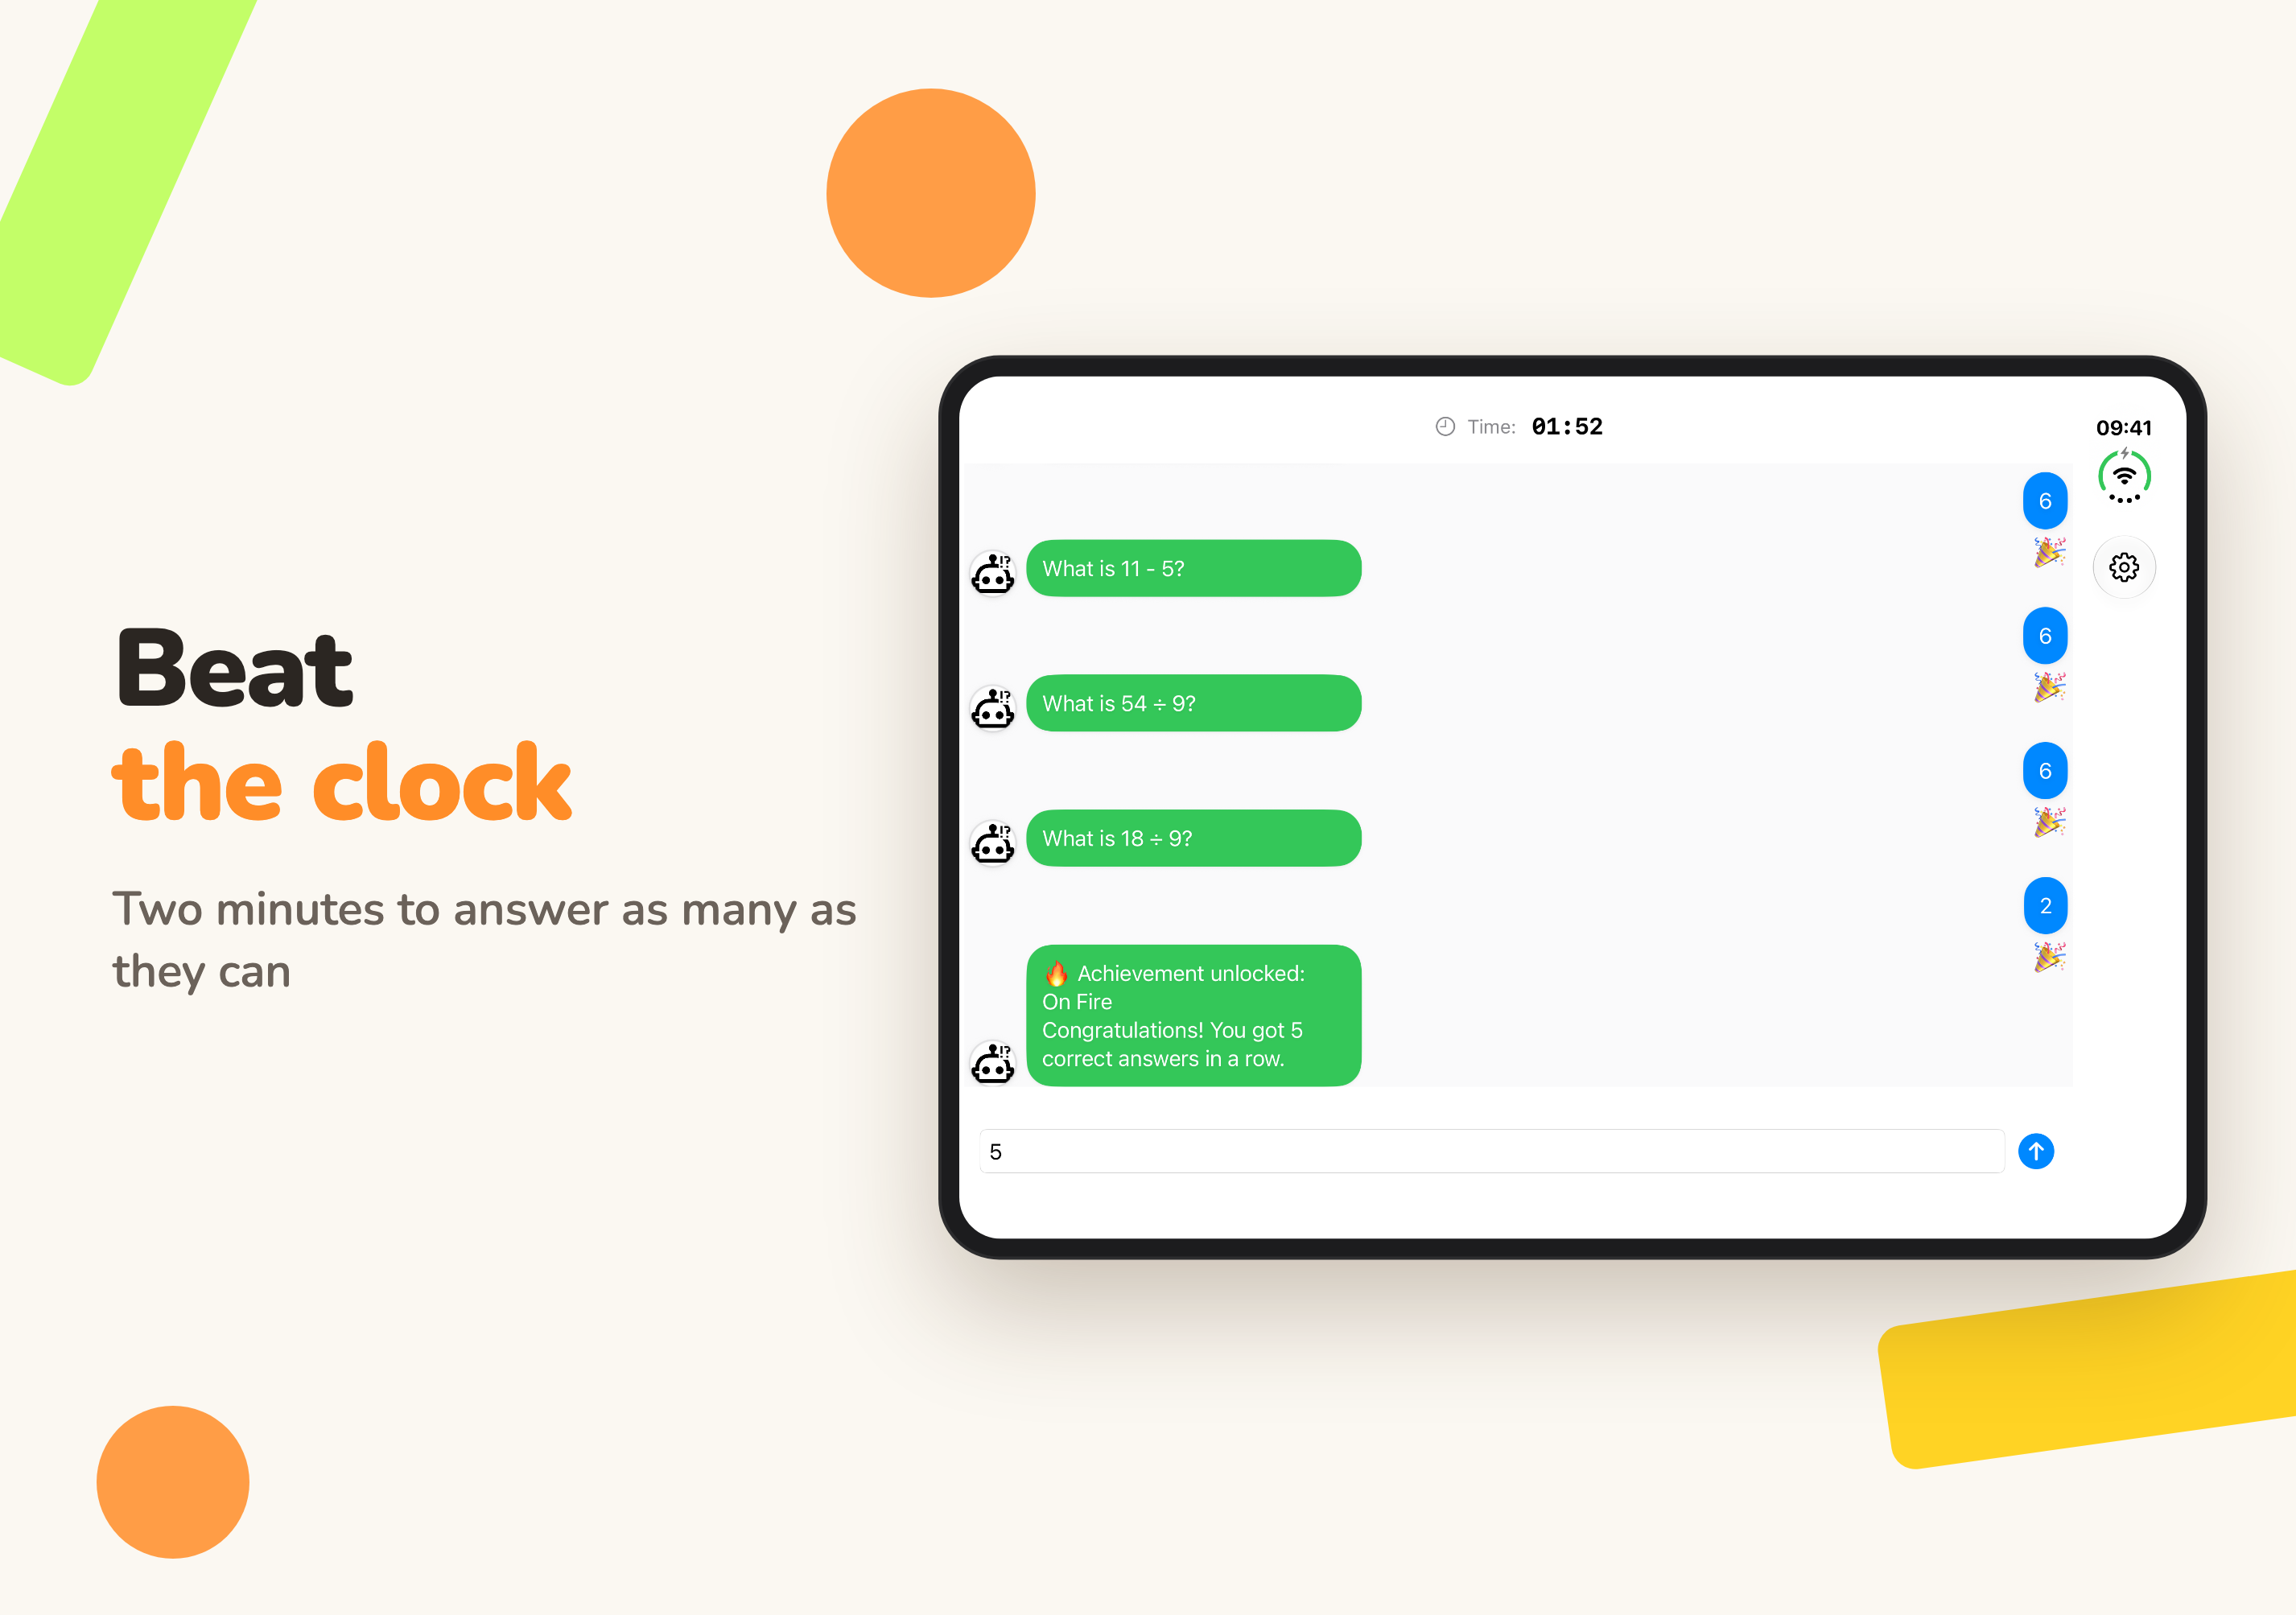 Beat
the clock
Two minutes to answer as many as
they can
Time: 01:52
09:41
6
What is 11 - 5?
6
What is 54 ÷ 9?
6
What is 18 ÷ 9?
2
🔥 Achievement unlocked:
On Fire
Congratulations! You got 5
correct answers in a row.
5